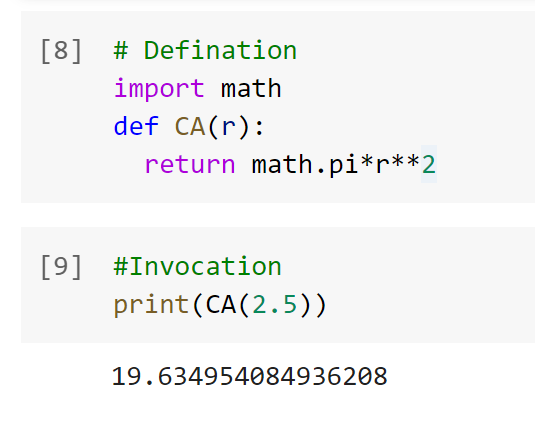 [8] # Defination
import math
def CA(r):
  return math.pi*r**2
[9] #Invocation
print(CA(2.5))
19.634954084936208